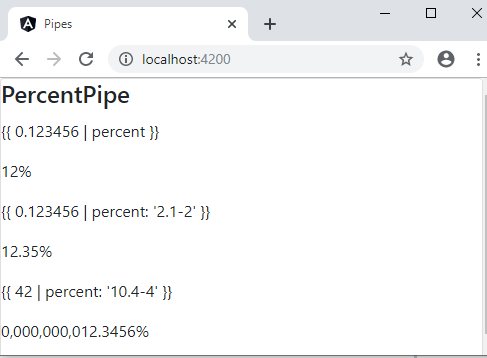 Pipes
localhost:4200
PercentPipe
{{ 0.123456 | percent }}
12%
{{ 0.123456 | percent: '2.1-2' }}
12.35%
{{ 42 | percent: '10.4-4' }}
0,000,000,012.3456%